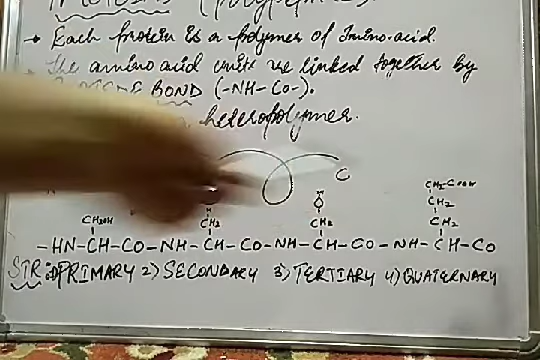 Proteins (polypeptides)
→ Each protein is a polymer of Amino-acid.
The amino acid units are linked together by
BOND (-NH-CO-).
heteropolymer.
C
CH₂OH CH₂ CH₂ CH₂-COOH CH₂ CH₂
-HN-CH-CO-NH-CH-CO-NH-CH-CO-NH-CH-CO
STR: 1) PRIMARY 2) SECONDARY 3) TERTIARY 4) QUATERNARY